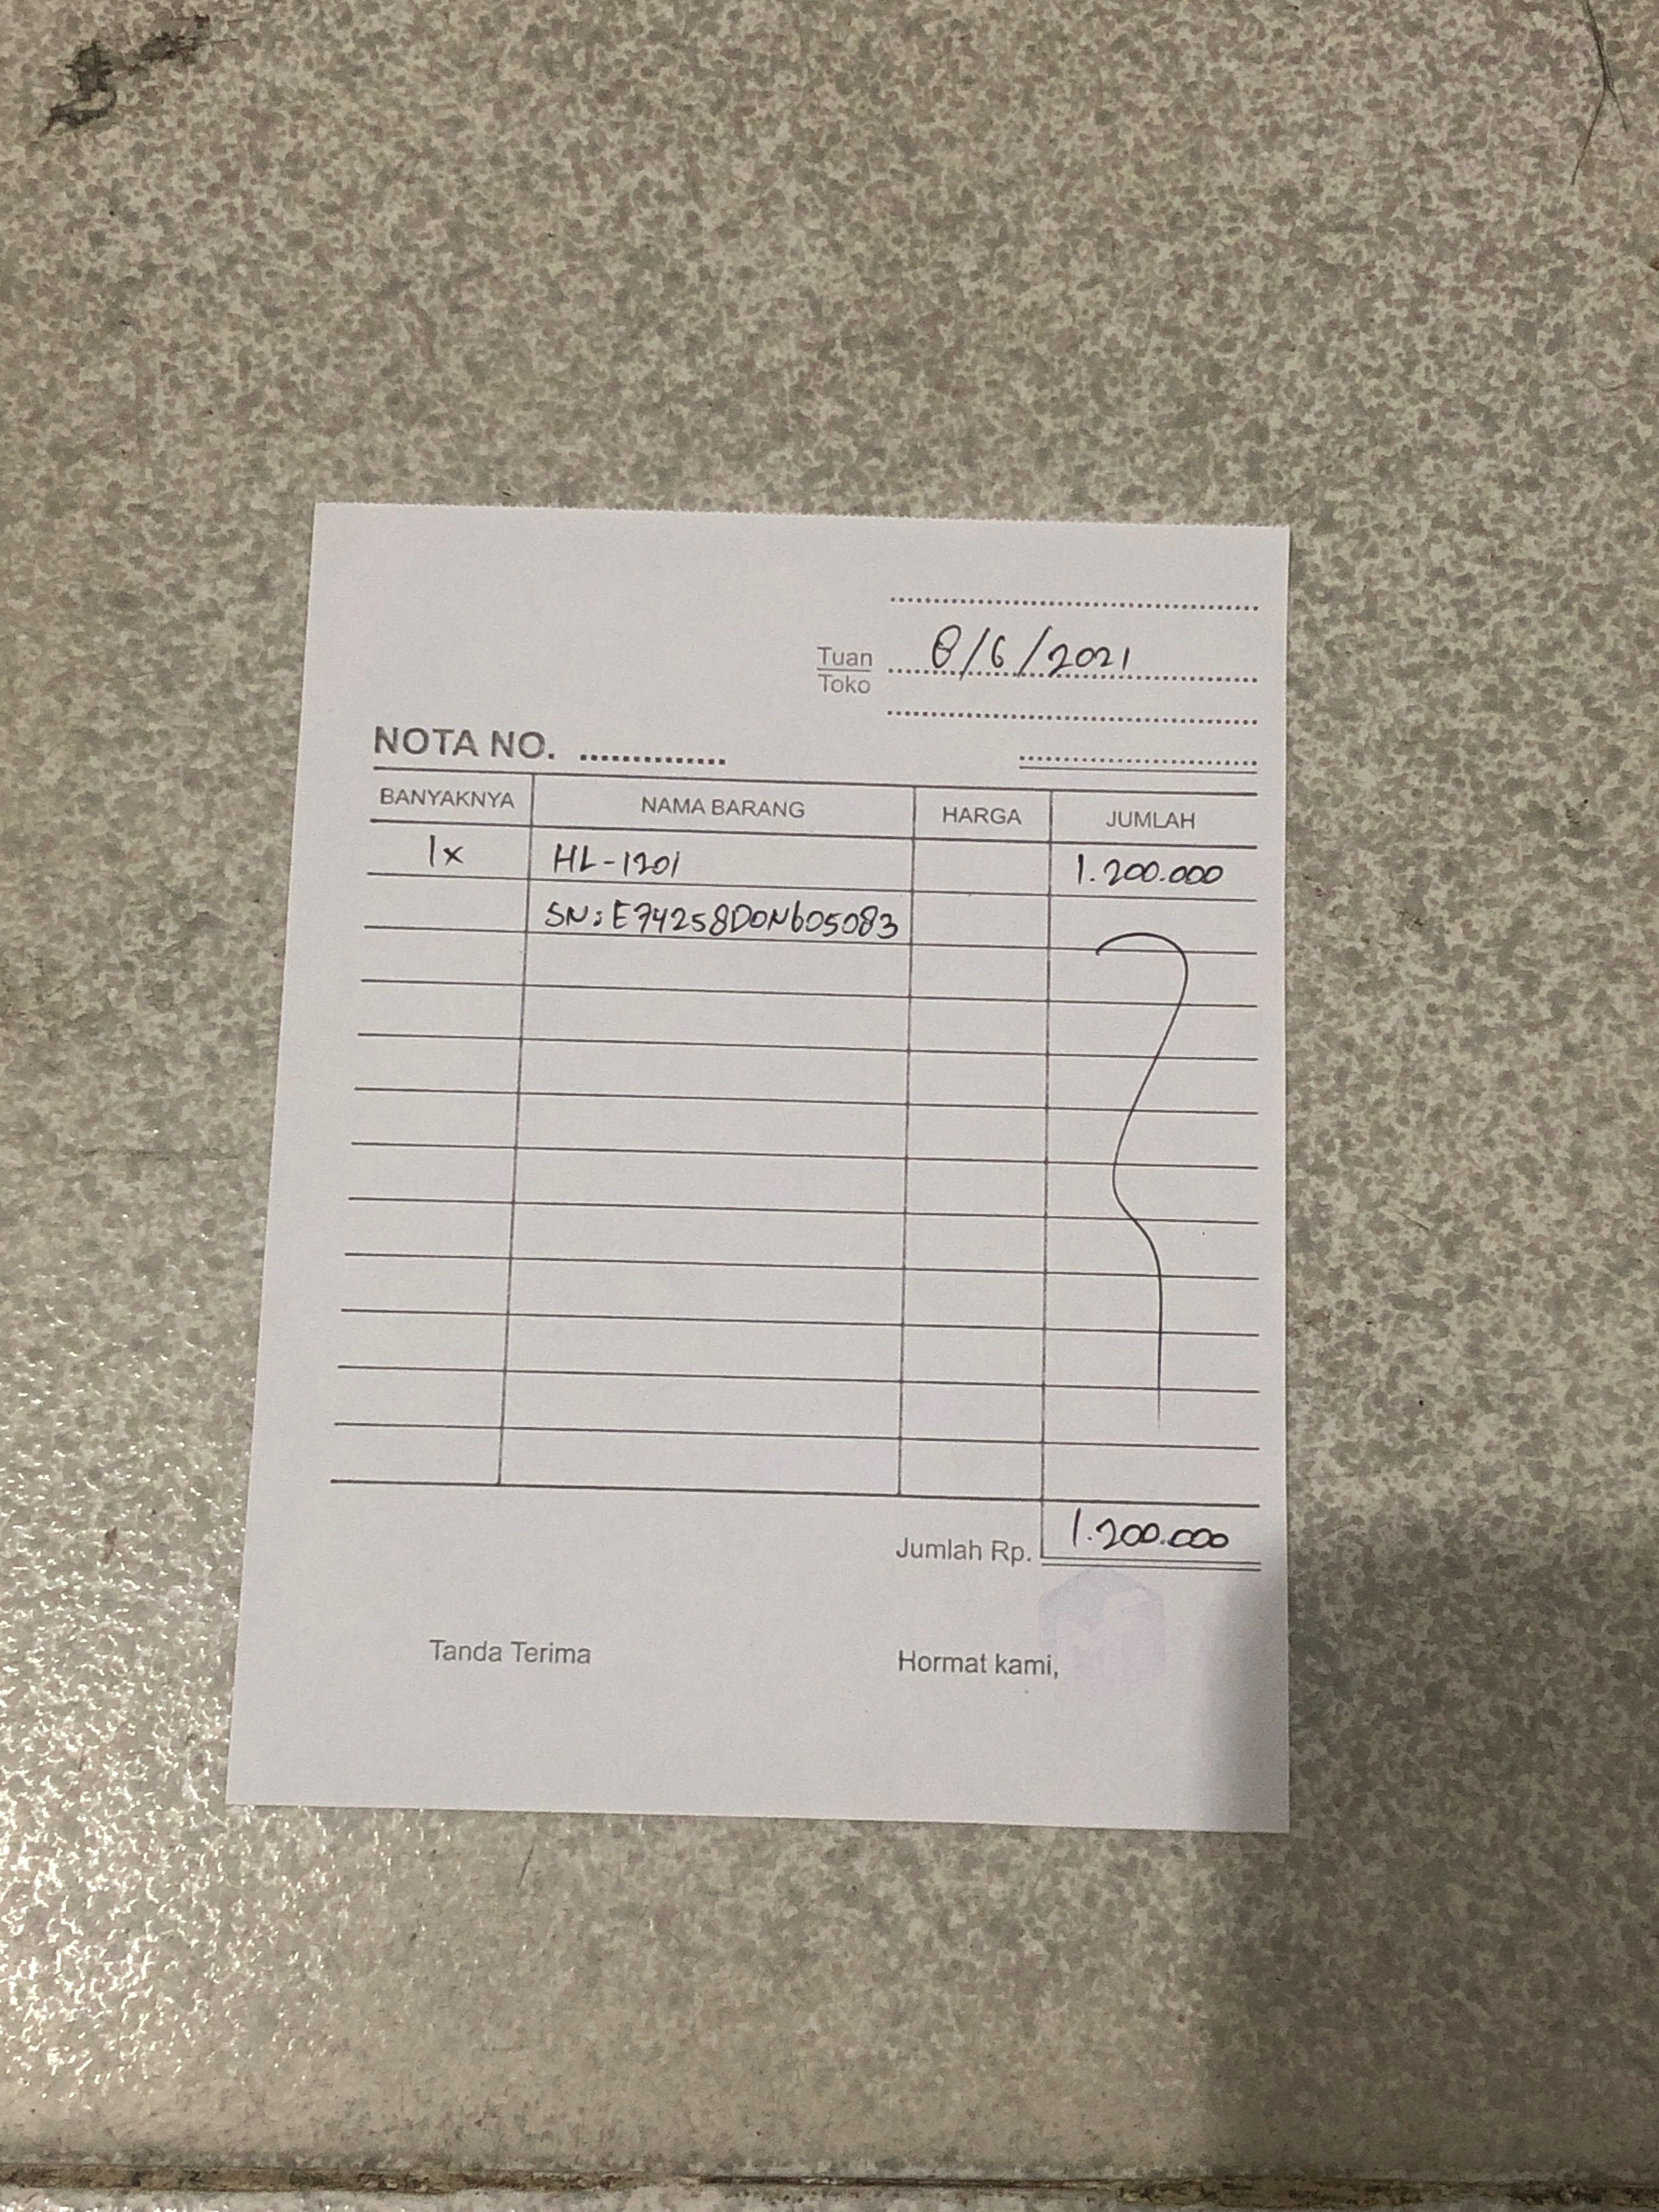 8/6/2021
Tuan
Toko
NOTA NO.
BANYAKNYA NAMA BARANG HARGA JUMLAH
1x HL-1201 1.200.000
SN: E74258D0N605083
Jumlah Rp. 1.200.000
Tanda Terima Hormat kami,